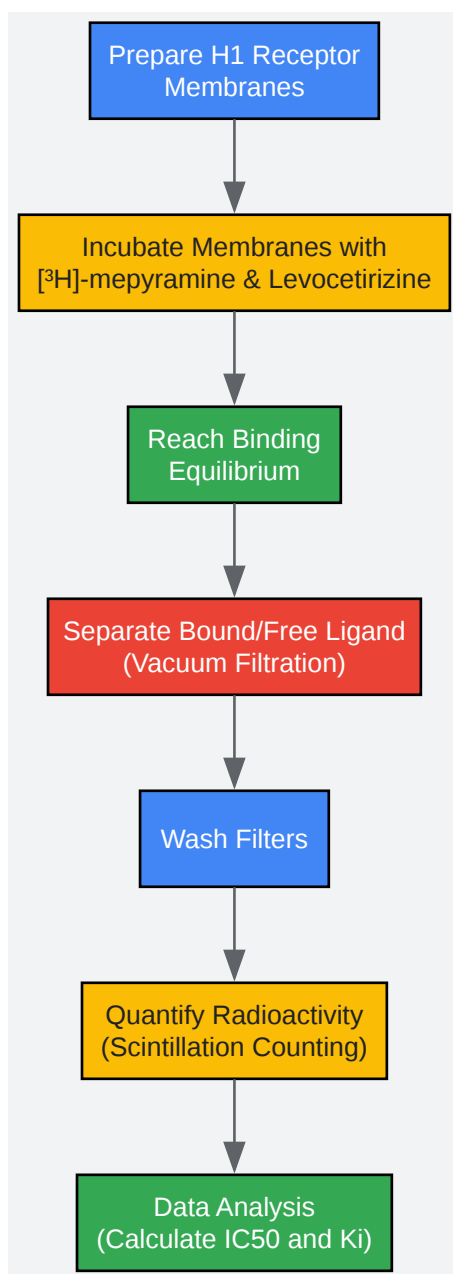 Prepare H1 Receptor
Membranes
Incubate Membranes with
[³H]-mepyramine & Levocetirizine
Reach Binding
Equilibrium
Separate Bound/Free Ligand
(Vacuum Filtration)
Wash Filters
Quantify Radioactivity
(Scintillation Counting)
Data Analysis
(Calculate IC50 and Ki)